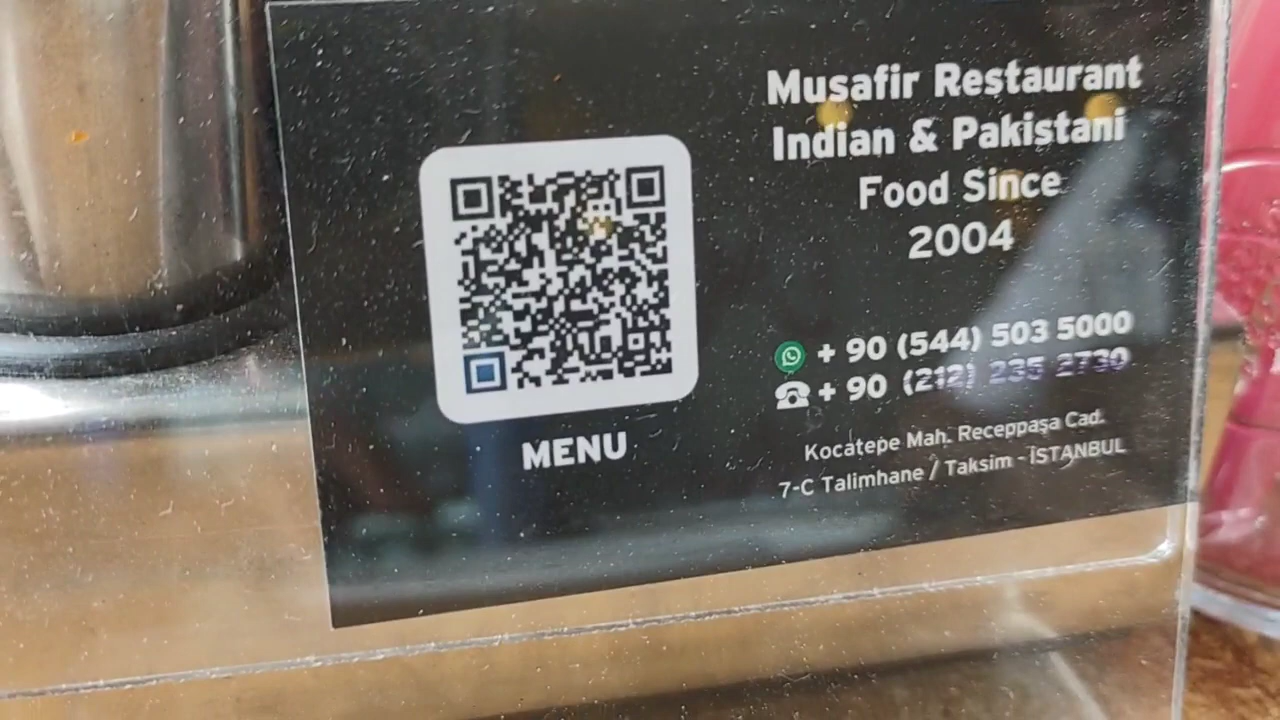 Musafir Restaurant
Indian & Pakistani
Food Since
2004
+ 90 (544) 503 5000
+ 90 (212) 235 2730
Kocatepe Mah. Receppaşa Cad.
7-C Talimhane / Taksim - İSTANBUL
MENU